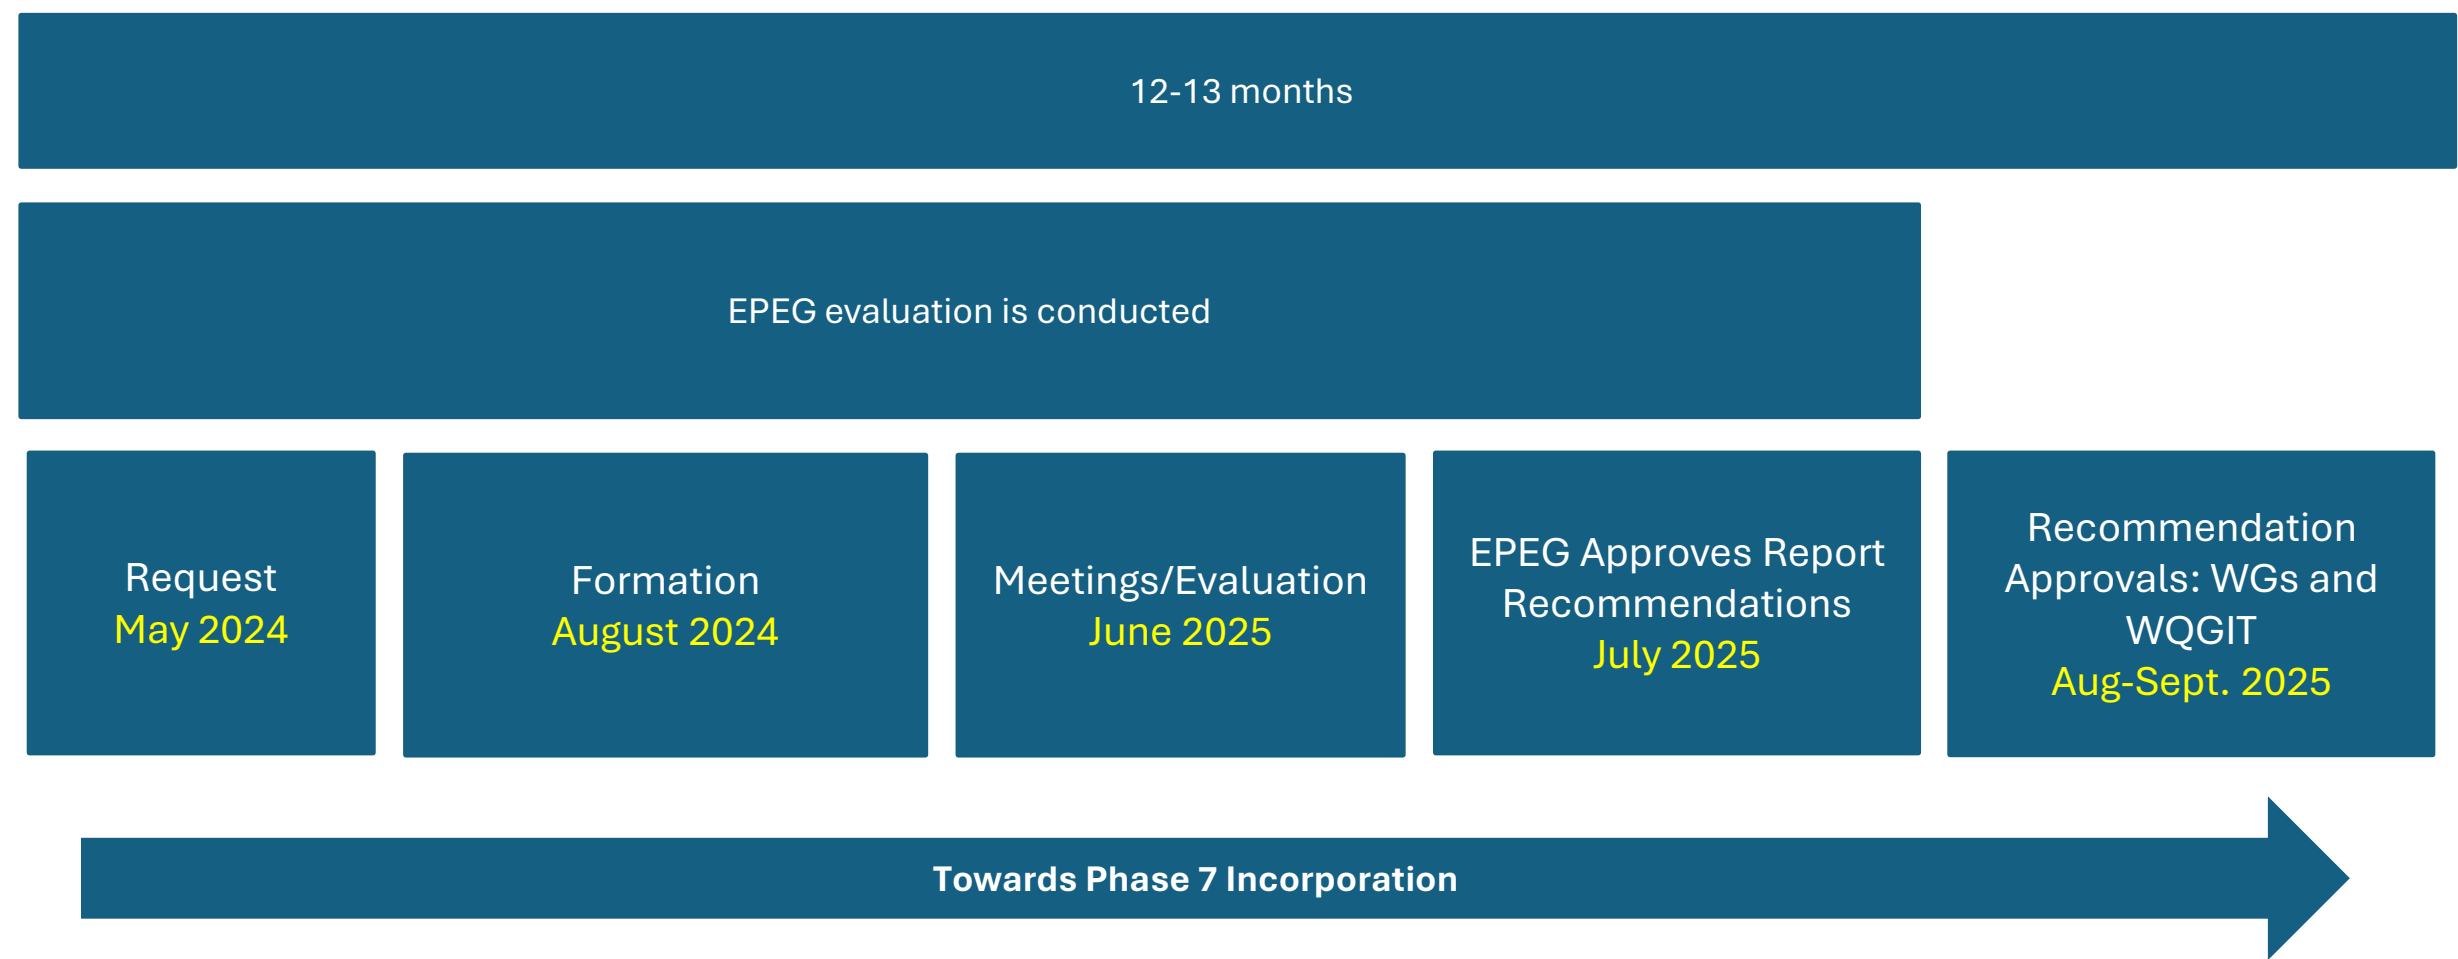 12-13 months
EPEG evaluation is conducted
Request
May 2024
Formation
August 2024
Meetings/Evaluation
June 2025
EPEG Approves Report
Recommendations
July 2025
Recommendation
Approvals: WGs and
WQGIT
Aug-Sept. 2025
Towards Phase 7 Incorporation